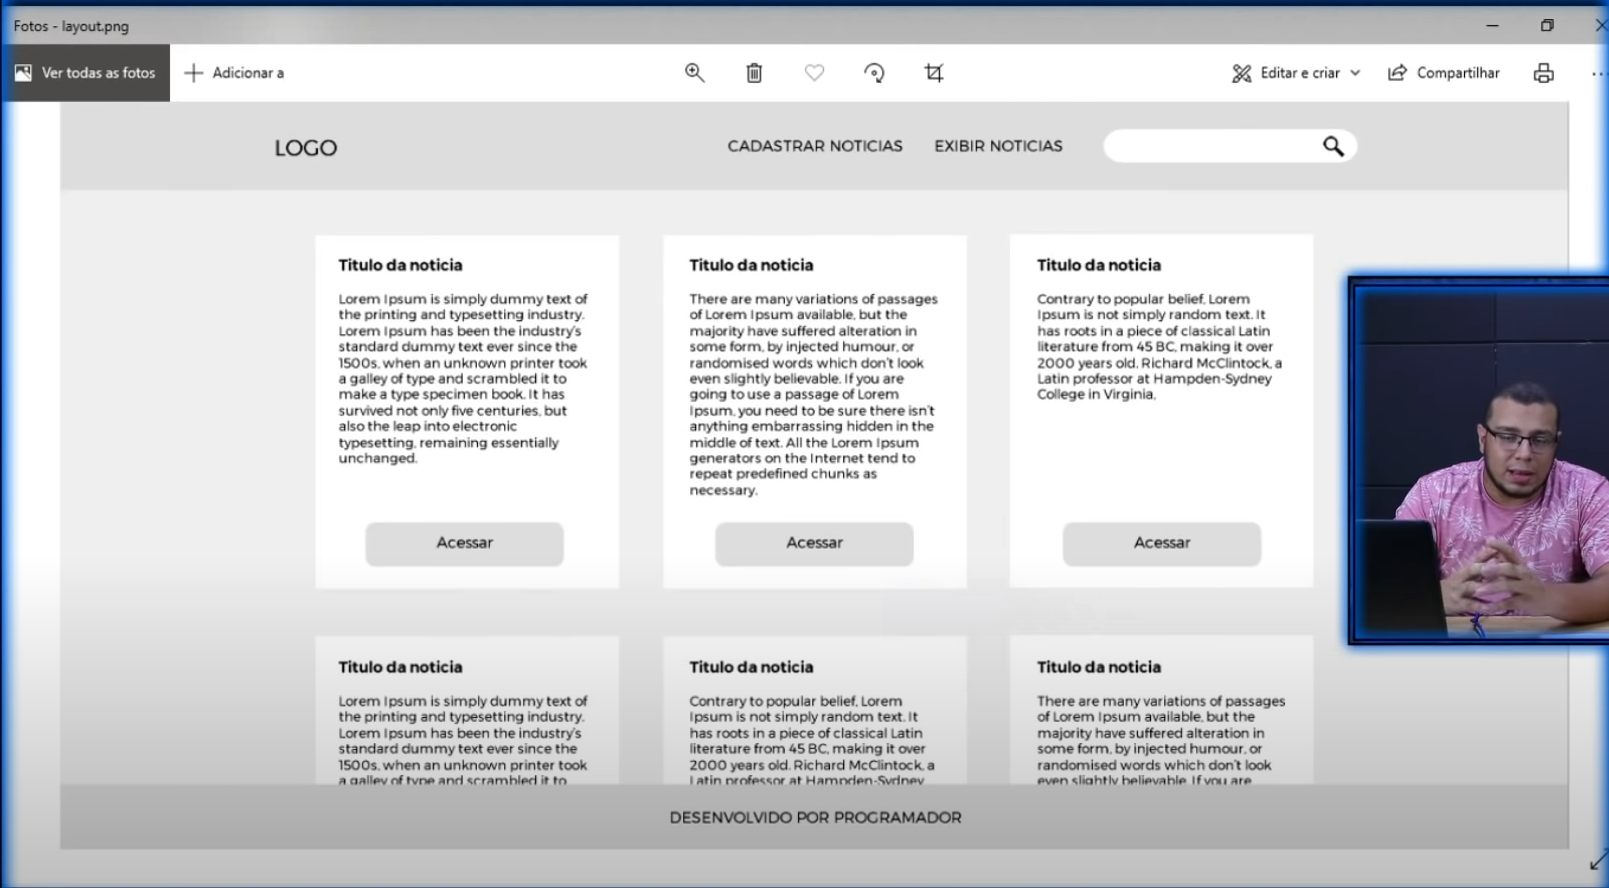 Fotos - layout.png
Ver todas as fotos
Adicionar a
Editar e criar
Compartilhar
LOGO
CADASTRAR NOTICIAS
EXIBIR NOTICIAS
Titulo da noticia
Lorem Ipsum is simply dummy text of
the printing and typesetting industry.
Lorem Ipsum has been the industry's
standard dummy text ever since the
1500s, when an unknown printer took
a galley of type and scrambled it to
make a type specimen book. It has
survived not only five centuries, but
also the leap into electronic
typesetting, remaining essentially
unchanged.
Acessar
Titulo da noticia
There are many variations of passages
of Lorem Ipsum available, but the
majority have suffered alteration in
some form, by injected humour, or
randomised words which don't look
even slightly believable. If you are
going to use a passage of Lorem
Ipsum, you need to be sure there isn't
anything embarrassing hidden in the
middle of text. All the Lorem Ipsum
generators on the Internet tend to
repeat predefined chunks as
necessary,
Acessar
Titulo da noticia
Contrary to popular belief, Lorem
Ipsum is not simply random text. It
has roots in a piece of classical Latin
literature from 45 BC, making it over
2000 years old. Richard McClintock, a
Latin professor at Hampden-Sydney
College in Virginia,
Acessar
Titulo da noticia
Lorem Ipsum is simply dummy text of
the printing and typesetting industry.
Lorem Ipsum has been the industry's
standard dummy text ever since the
1500s, when an unknown printer took
a galley of type and scrambled it to
Titulo da noticia
Contrary to popular belief, Lorem
Ipsum is not simply random text. It
has roots in a piece of classical Latin
literature from 45 BC, making it over
2000 years old. Richard McClintock, a
Latin professor at Hampden-Sydney
Titulo da noticia
There are many variations of passages
of Lorem Ipsum available, but the
majority have suffered alteration in
some form, by injected humour, or
randomised words which don't look
even slightly believable. If you are
DESENVOLVIDO POR PROGRAMADOR